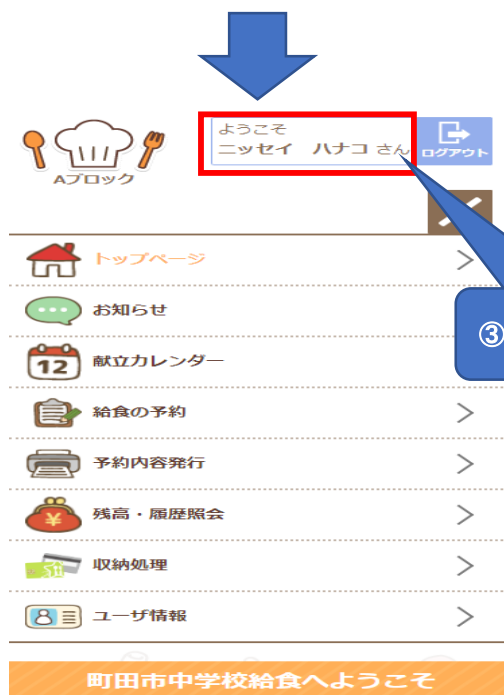 ようこそ
ニッセイ　ハナコ さん
ログアウト
Aブロック
トップページ
お知らせ
③
12
献立カレンダー
給食の予約
予約内容発行
¥
残高・履歴照会
収納処理
ユーザ情報
町田市中学校給食へようこそ